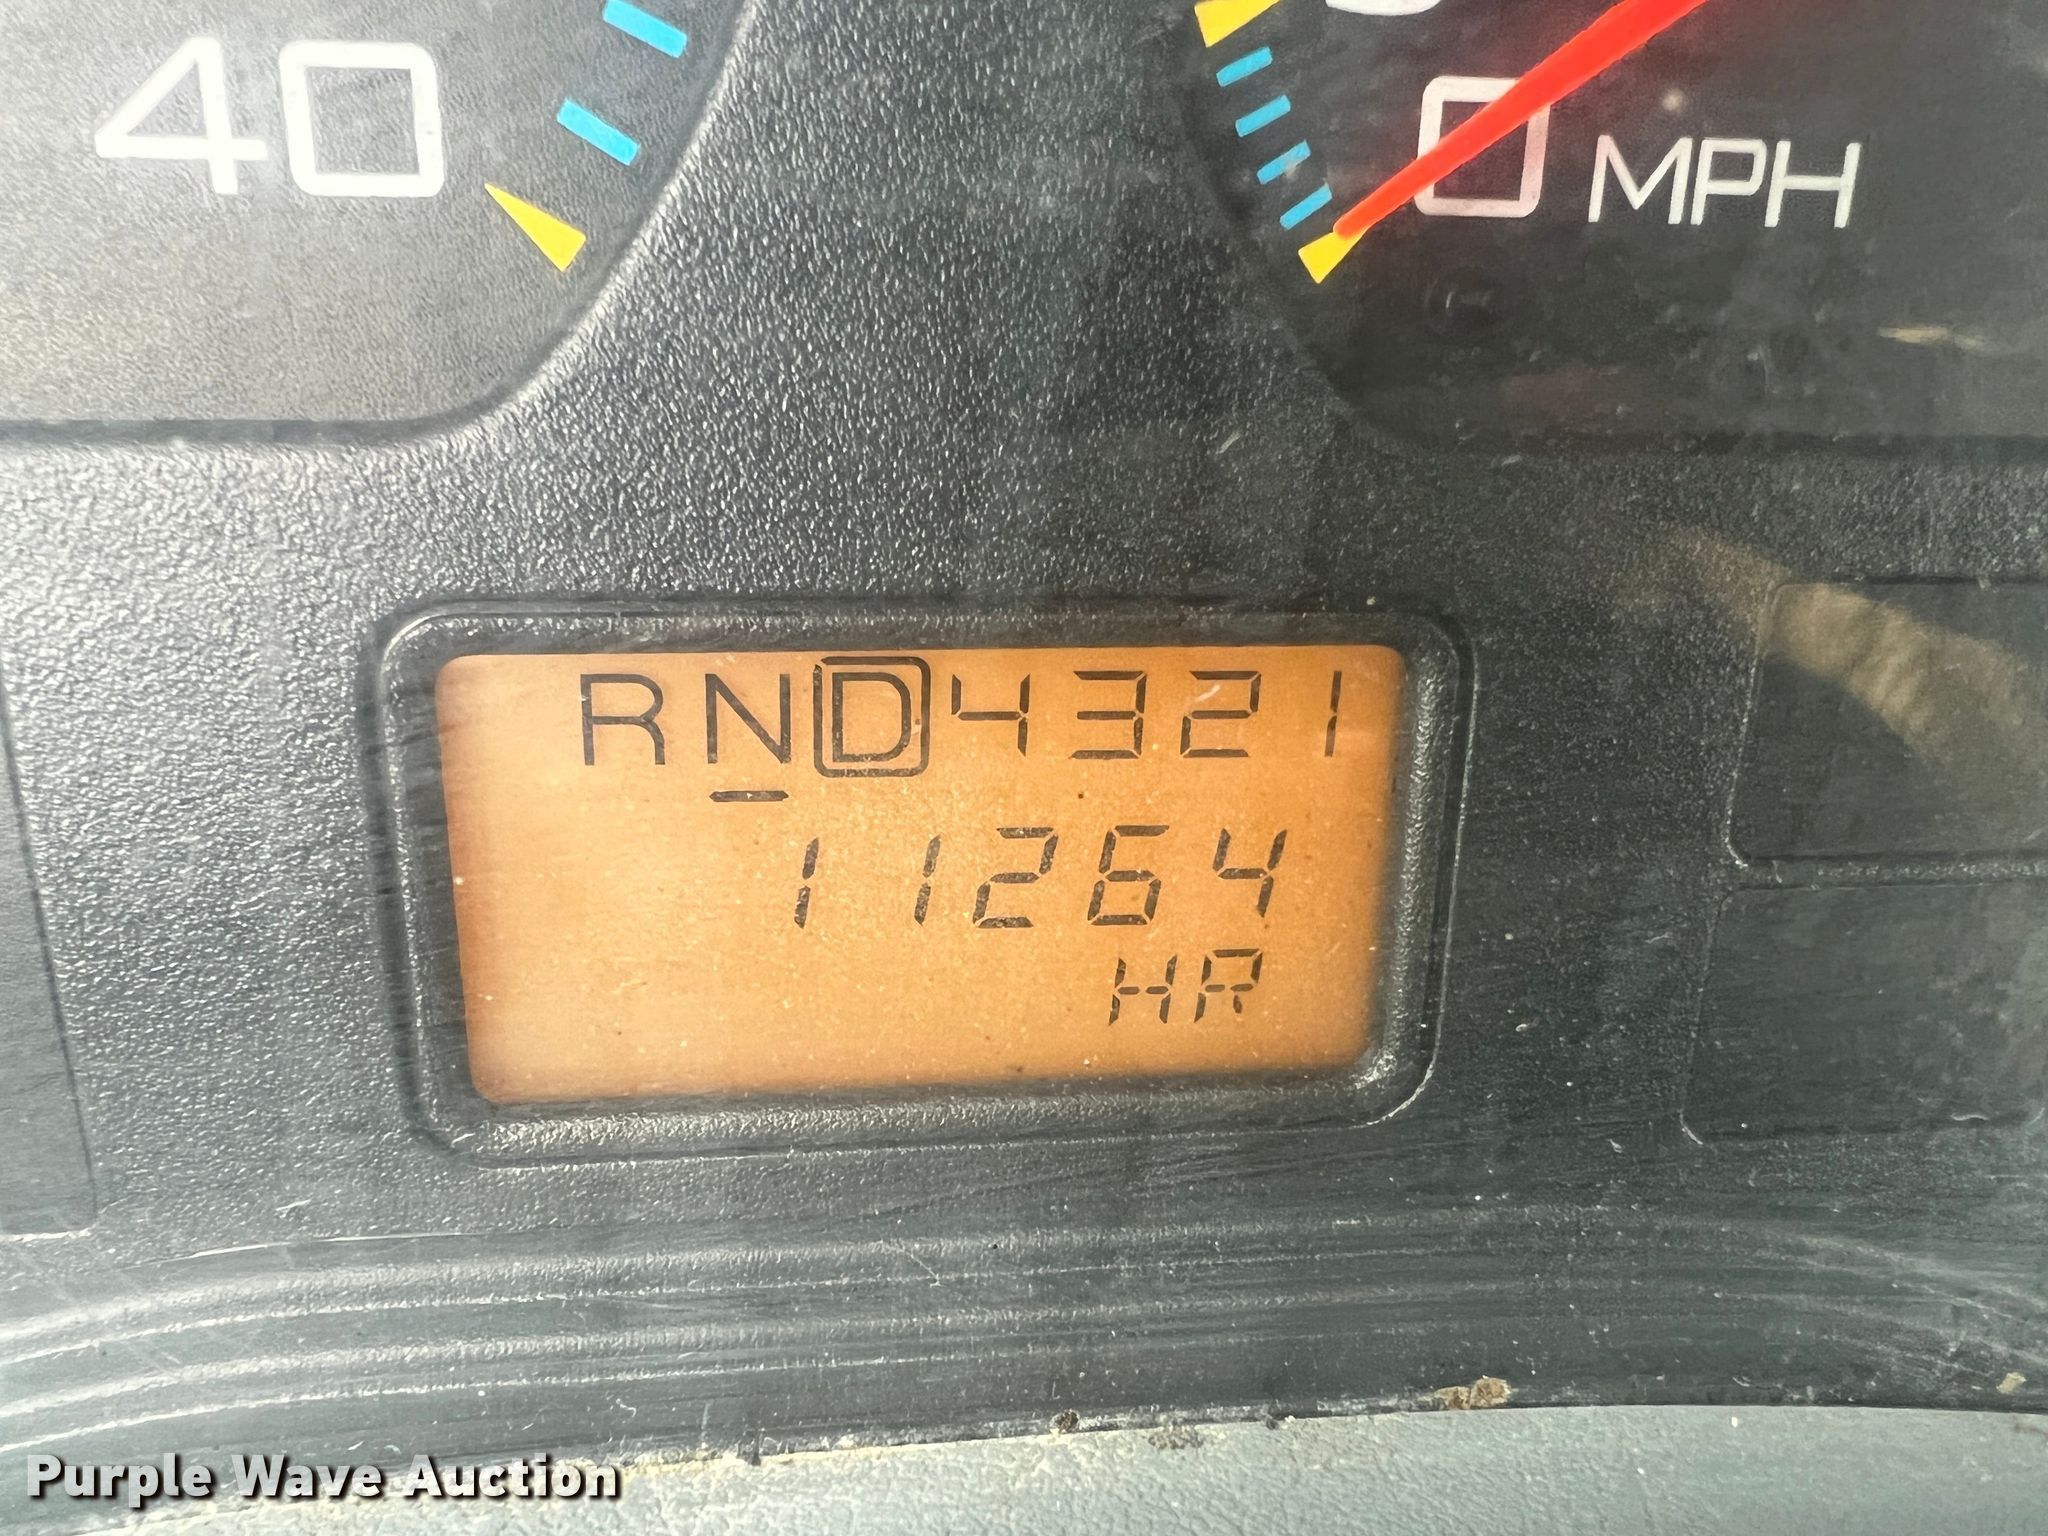 40
0 MPH
RND4321
11264
HR
Purple Wave Auction